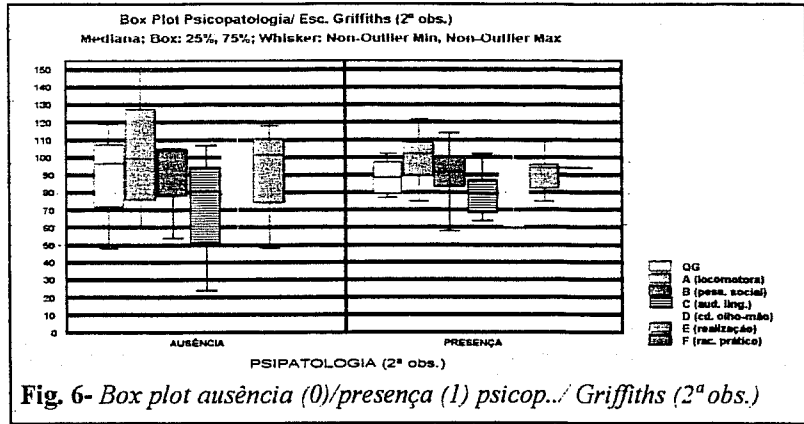 Box Plot Psicopatologia/ Esc. Griffiths (2ª obs.)
Mediana; Box: 25%, 75%; Whisker: Non-Outlier Min, Non-Outlier Max
150
140
130
120
110
100
90
80
70
60
50
40
30
20
10
0
AUSÊNCIA
PRESENÇA
PSIPATOLOGIA (2ª obs.)
QG
A (locomotora)
B (pess. social)
C (aud. ling.)
D (cd. olho-mão)
E (realização)
F (rac. prático)
Fig. 6- Box plot ausência (0)/presença (1) psicop../ Griffiths (2ª obs.)